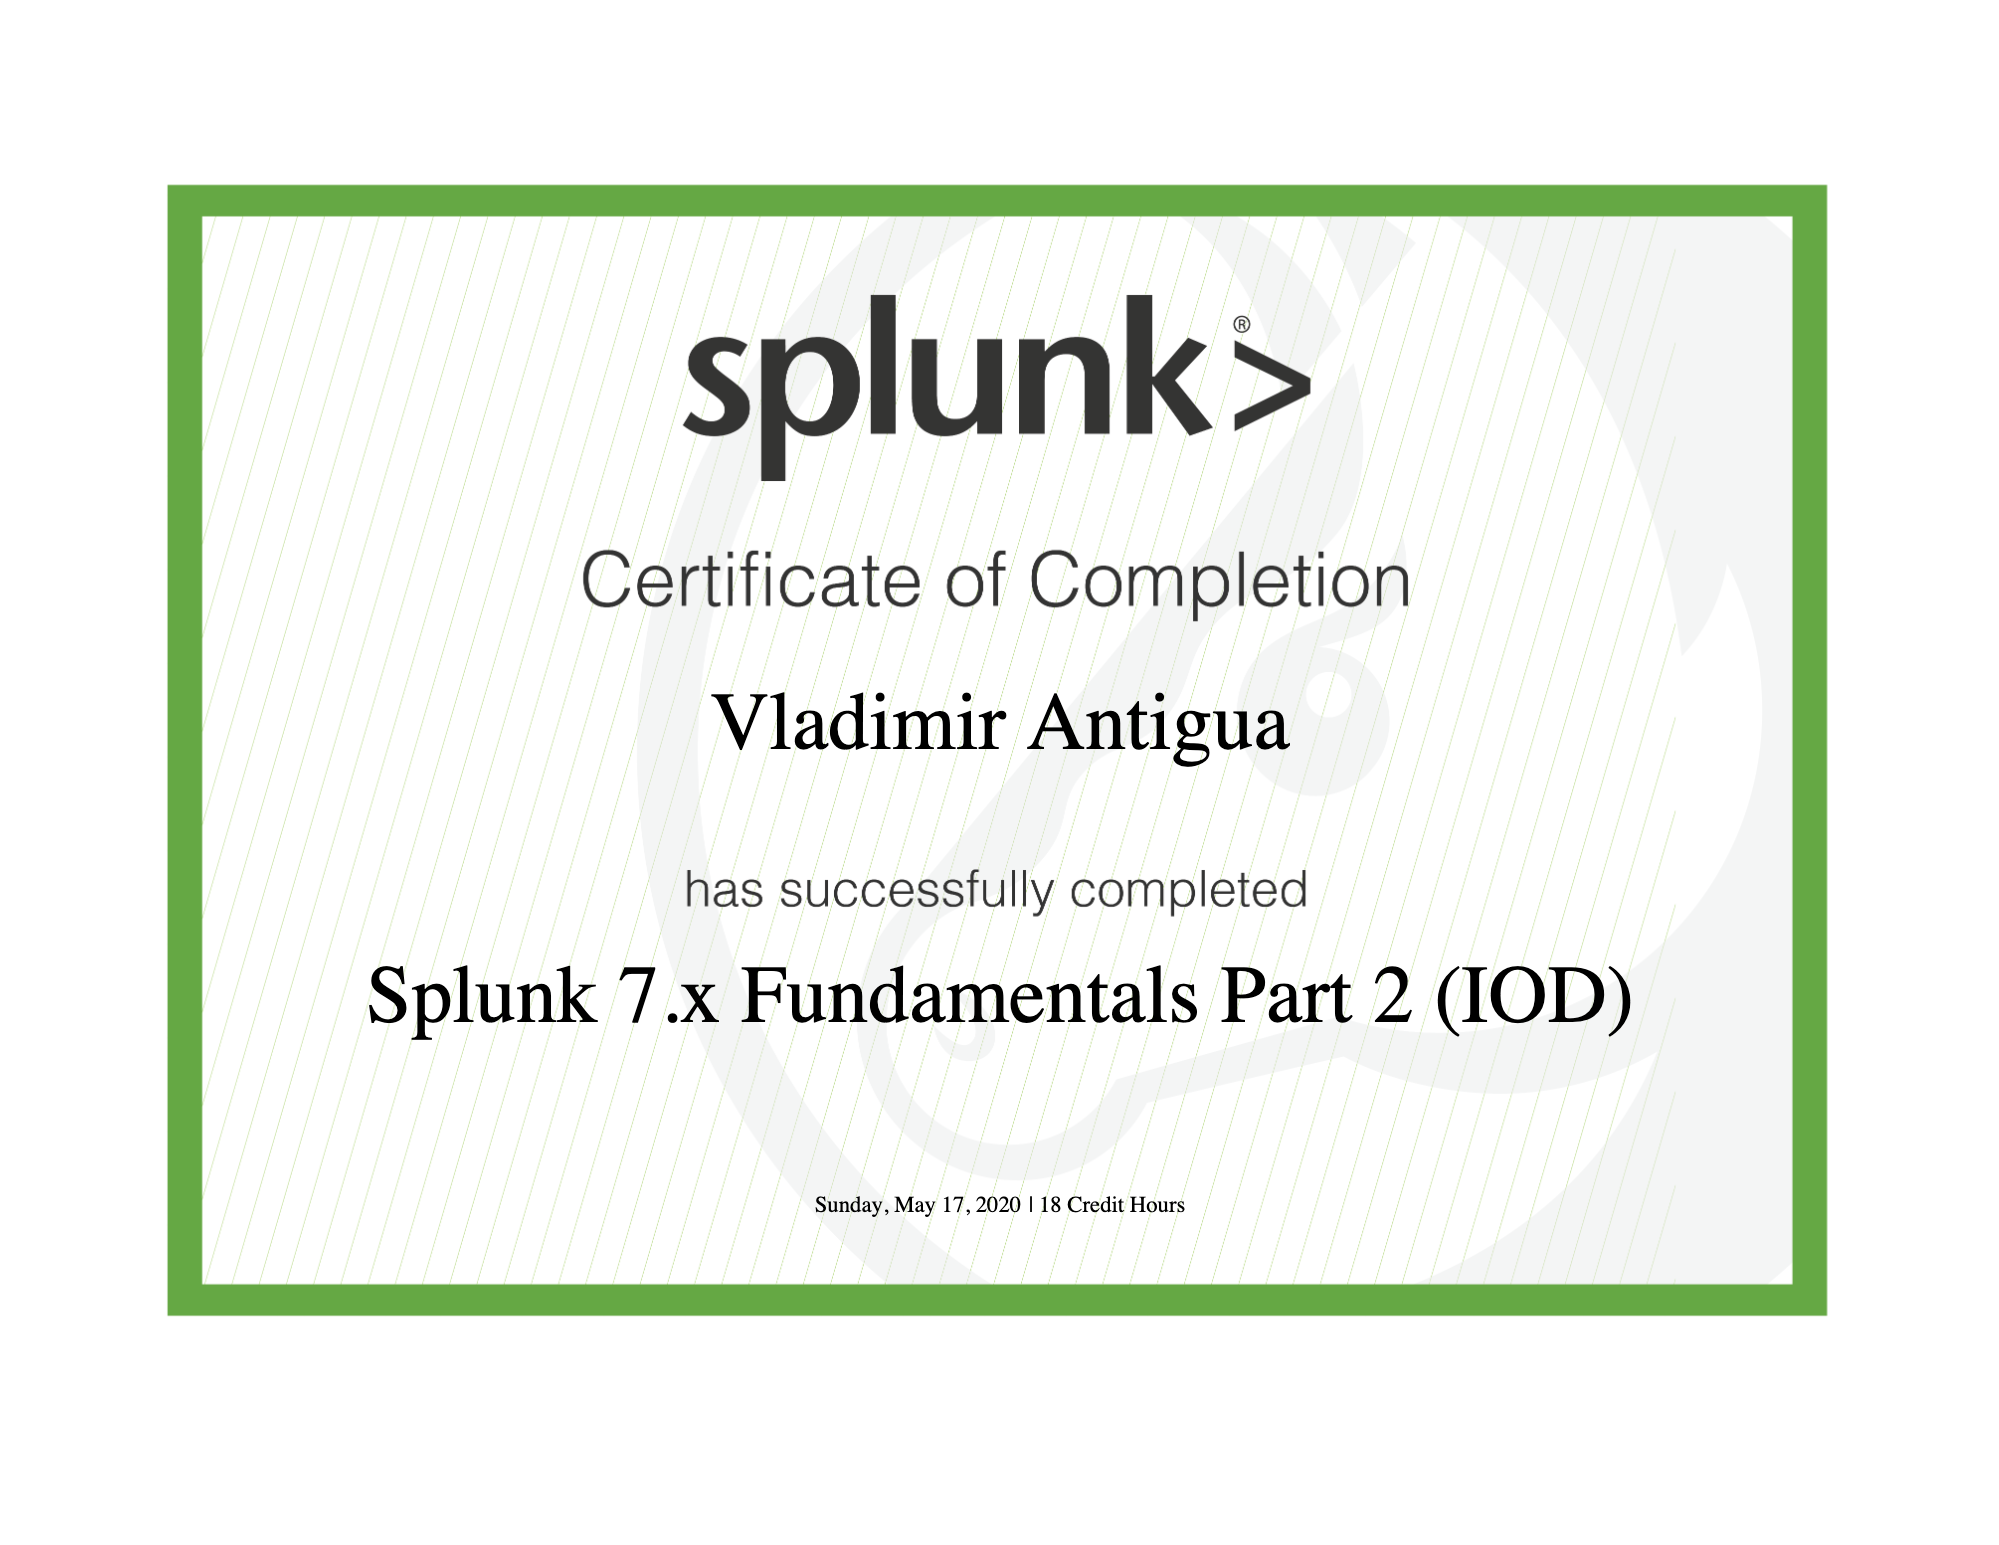 splunk>®
Certificate of Completion
Vladimir Antigua
has successfully completed
Splunk 7.x Fundamentals Part 2 (IOD)
Sunday, May 17, 2020 | 18 Credit Hours